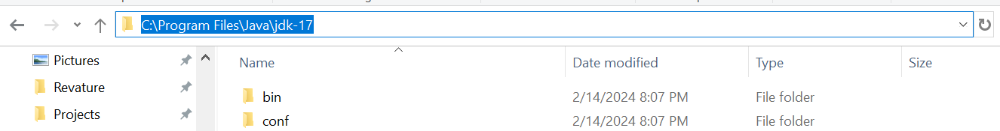 C:\Program Files\Java\jdk-17
Pictures
Revature
Projects
Name Date modified Type Size
bin 2/14/2024 8:07 PM File folder
conf 2/14/2024 8:07 PM File folder